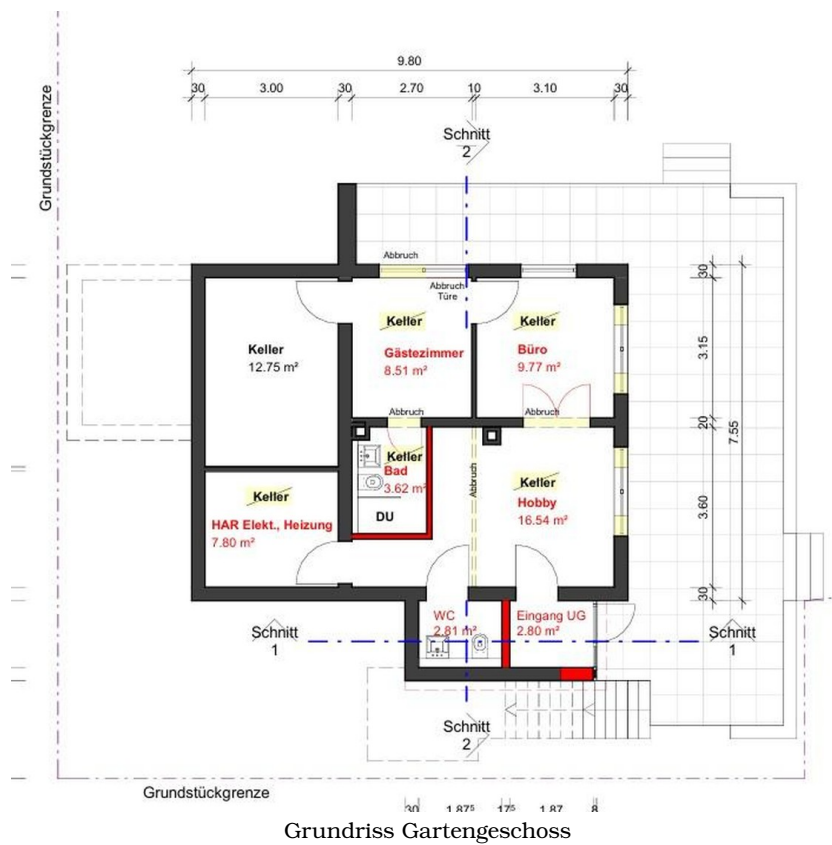 9.80
30 3.00 30 2.70 10 3.10 30
Grundstückgrenze
Schnitt
2
Abbruch
Abbruch
Türe
30
Keller
12.75 m²
Keller
Gästezimmer
8.51 m²
Keller
Büro
9.77 m²
3.15
Abbruch
Abbruch
20
7.55
Keller
Bad
3.62 m²
DU
Abbruch
Keller
Hobby
16.54 m²
3.60
Keller
HAR Elekt., Heizung
7.80 m²
30
WC
2.81 m²
Eingang UG
2.80 m²
Schnitt
1
Schnitt
1
Schnitt
2
Grundstückgrenze
30 1.87⁵ 17⁵ 1.87 8
Grundriss Gartengeschoss